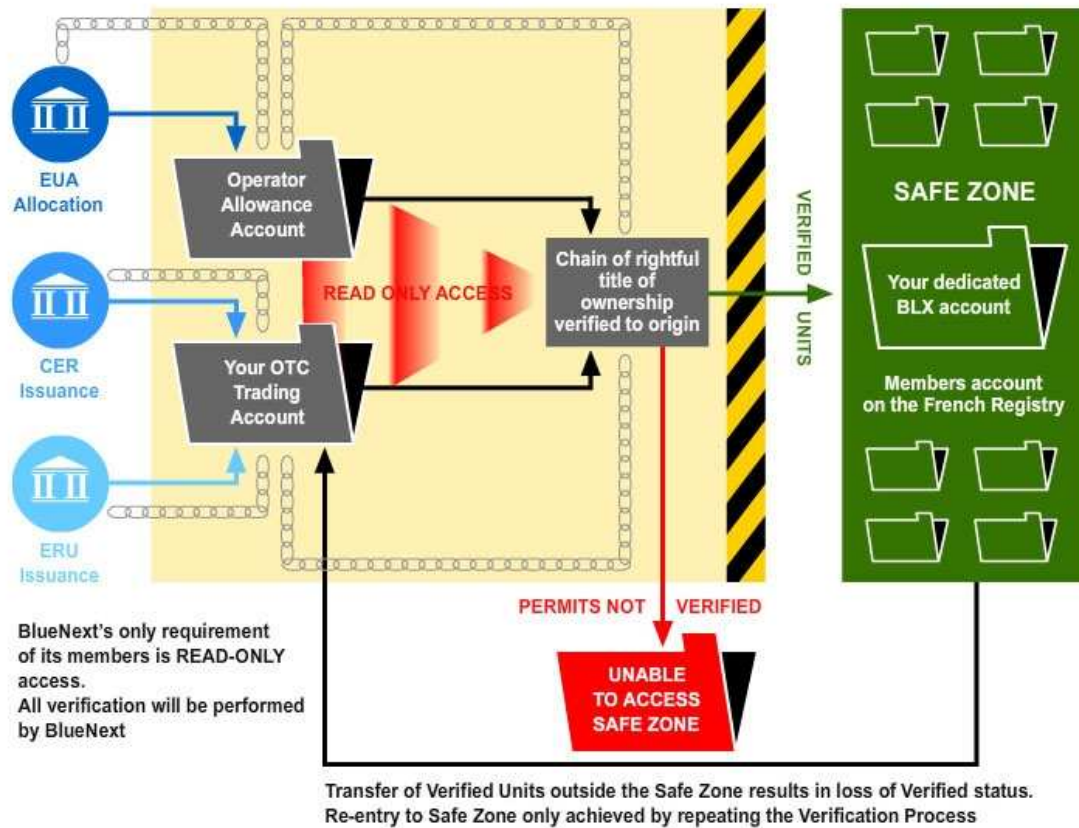 EUA
Allocation
Operator
Allowance
Account
CER
Issuance
READ ONLY ACCESS
Your OTC
Trading
Account
ERU
Issuance
Chain of rightful
title of
ownership
verified to origin
VERIFIED
UNITS
SAFE ZONE
Your dedicated
BLX account
Members account
on the French Registry
PERMITS NOT VERIFIED
UNABLE
TO ACCESS
SAFE ZONE
BlueNext's only requirement
of its members is READ-ONLY
access.
All verification will be performed
by BlueNext
Transfer of Verified Units outside the Safe Zone results in loss of Verified status.
Re-entry to Safe Zone only achieved by repeating the Verification Process